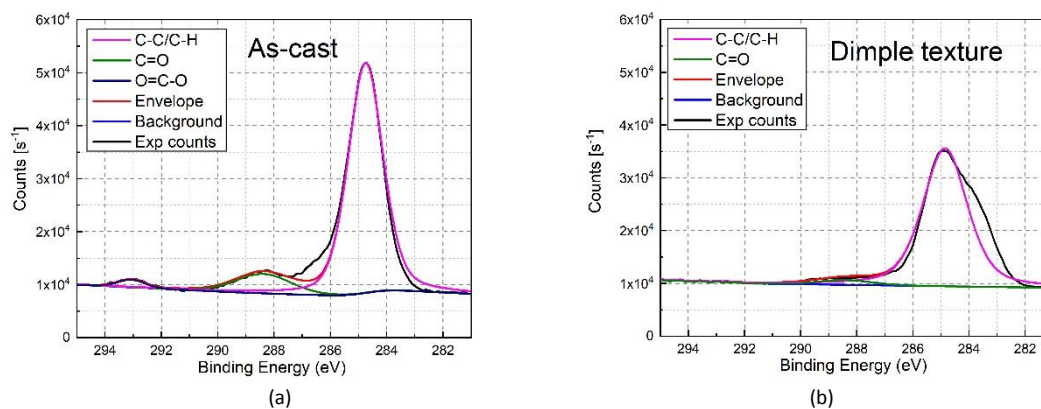 6x10⁴
5x10⁴
4x10⁴
3x10⁴
2x10⁴
1x10⁴
0
Counts [s⁻¹]
C-C/C-H
C=O
O=C-O
Envelope
Background
Exp counts
As-cast
294 292 290 288 286 284 282
Binding Energy (eV)
(a)
6x10⁴
5x10⁴
4x10⁴
3x10⁴
2x10⁴
1x10⁴
0
Counts [s⁻¹]
C-C/C-H
C=O
Envelope
Background
Exp counts
Dimple texture
294 292 290 288 286 284 282
Binding Energy (eV)
(b)